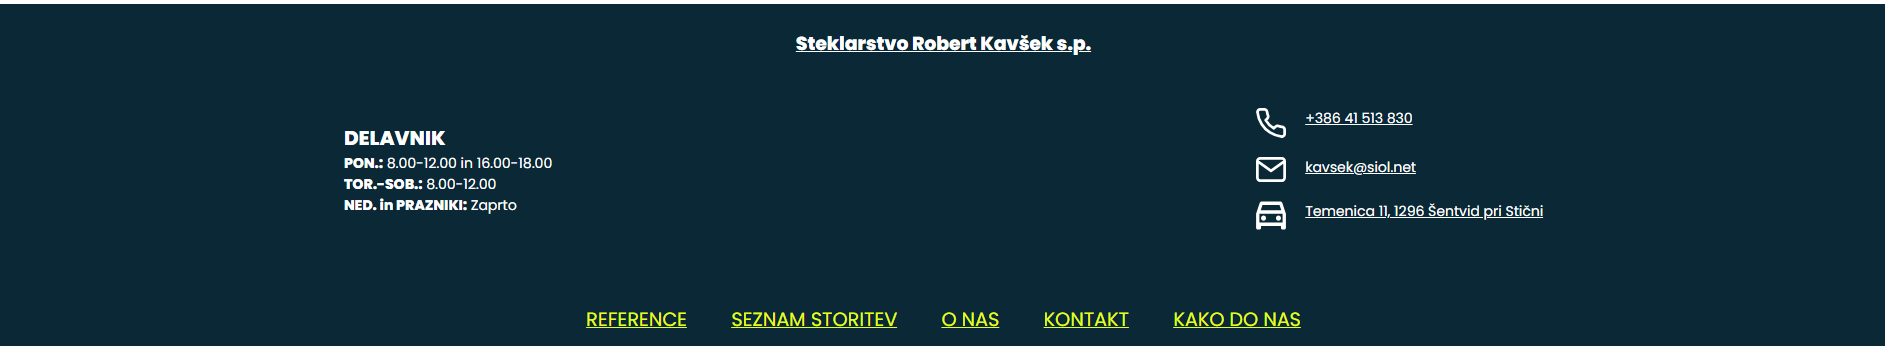 Steklarstvo Robert Kavšek s.p.
DELAVNIK
PON.: 8.00-12.00 in 16.00-18.00
TOR.-SOB.: 8.00-12.00
NED. in PRAZNIKI: Zaprto
+386 41 513 830
kavsek@siol.net
Temenica 11, 1296 Šentvid pri Stični
REFERENCE SEZNAM STORITEV O NAS KONTAKT KAKO DO NAS